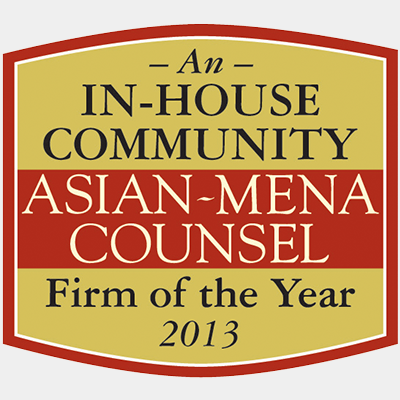 – An –
IN-HOUSE
COMMUNITY
ASIAN~MENA
COUNSEL
Firm of the Year
2013